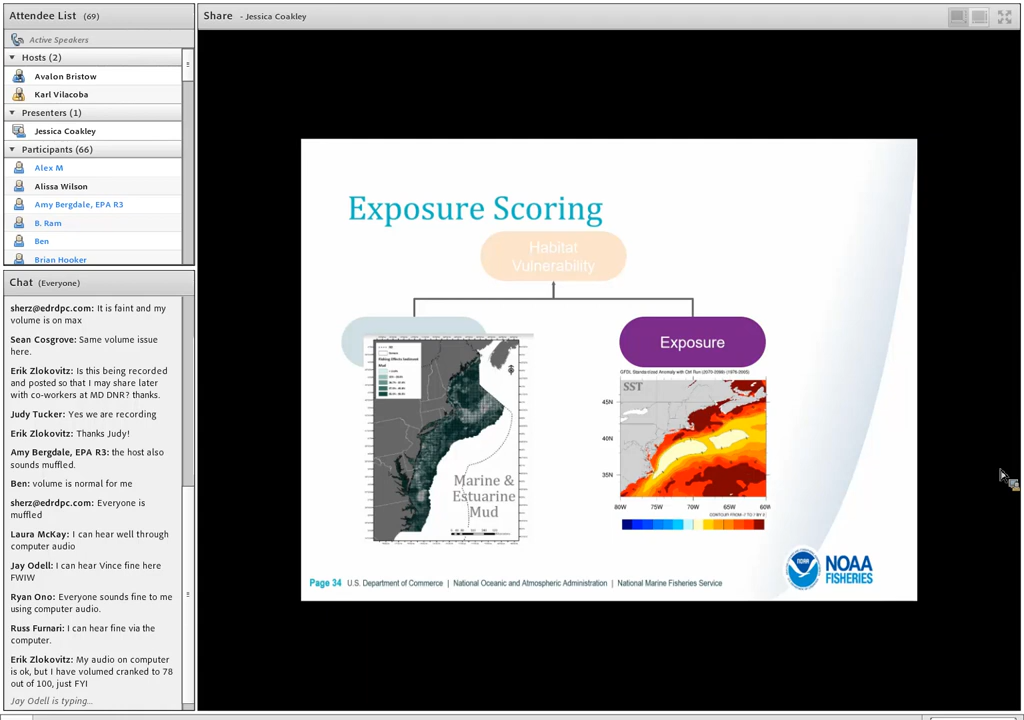 Attendee List (69)
Active Speakers
Hosts (2)
Avalon Bristow
Karl Vilacoba
Presenters (1)
Jessica Coakley
Participants (66)
Alex M
Alissa Wilson
Amy Bergdale, EPA R3
B. Ram
Ben
Brian Hooker
Chat (Everyone)
sherz@edrdpc.com: It is faint and my
volume is on max
Sean Cosgrove: Same volume issue
here.
Erik Zlokovitz: Is this being recorded
and posted so that I may share later
with co-workers at MD DNR? thanks.
Judy Tucker: Yes we are recording
Erik Zlokovitz: Thanks Judy!
Amy Bergdale, EPA R3: the host also
sounds muffled.
Ben: volume is normal for me
sherz@edrdpc.com: Everyone is
muffled
Laura McKay: I can hear well through
computer audio
Jay Odell: I can hear Vince fine here
FWIW
Ryan Ono: Everyone sounds fine to me
using computer audio.
Russ Furnari: I can hear fine via the
computer.
Erik Zlokovitz: My audio on computer
is ok, but I have volumed cranked to 78
out of 100, just FYI
Jay Odell is typing...
Share - Jessica Coakley
Exposure Scoring
Habitat
Vulnerability
Marine &
Estuarine
Mud
Exposure
SST
45N
40N
35N
80W 75W 70W 65W 60W
NOAA
FISHERIES
Page 34 U.S. Department of Commerce | National Oceanic and Atmospheric Administration | National Marine Fisheries Service